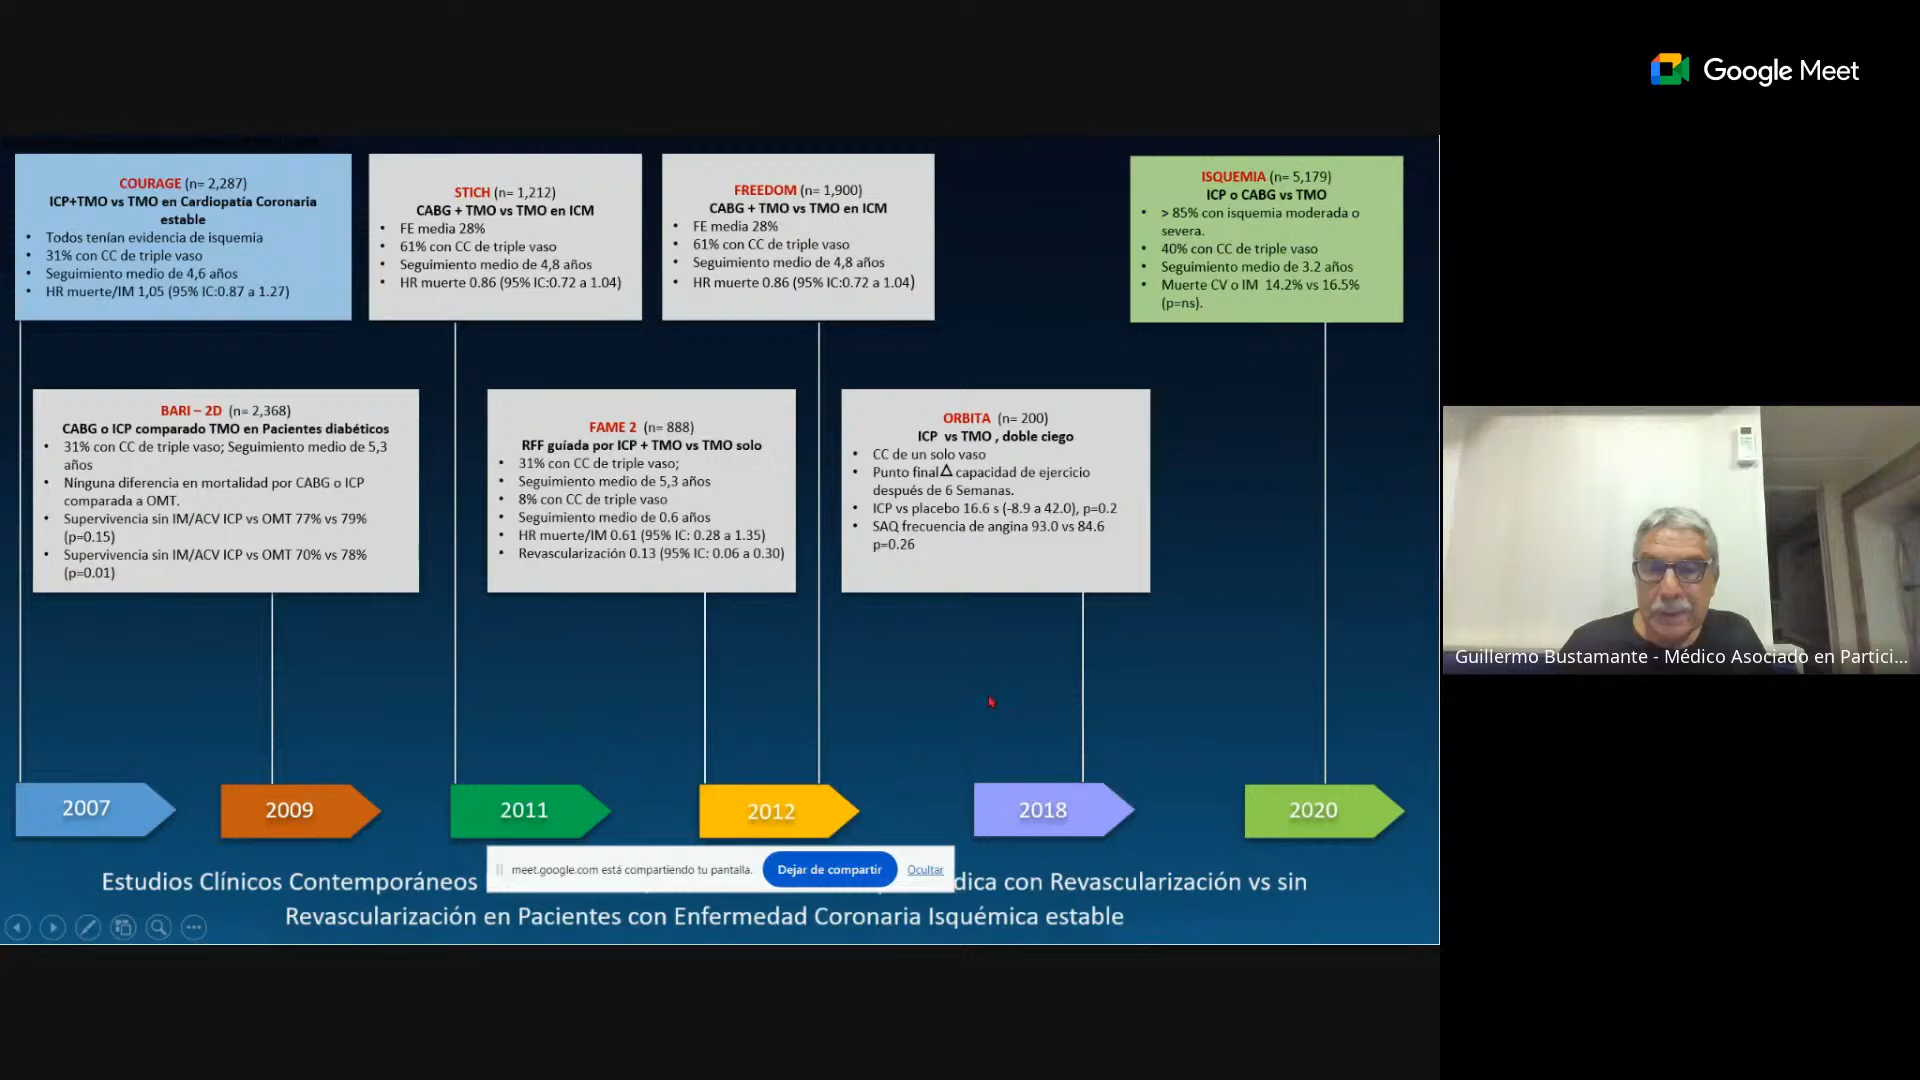 Google Meet
COURAGE (n= 2,287)
ICP+TMO vs TMO en Cardiopatía Coronaria
estable
• Todos tenían evidencia de isquemia
• 31% con CC de triple vaso
• Seguimiento medio de 4,6 años
• HR muerte/IM 1,05 (95% IC:0.87 a 1.27)
STICH (n= 1,212)
CABG + TMO vs TMO en ICM
• FE media 28%
• 61% con CC de triple vaso
• Seguimiento medio de 4,8 años
• HR muerte 0.86 (95% IC:0.72 a 1.04)
FREEDOM (n= 1,900)
CABG + TMO vs TMO en ICM
• FE media 28%
• 61% con CC de triple vaso
• Seguimiento medio de 4,8 años
• HR muerte 0.86 (95% IC:0.72 a 1.04)
ISQUEMIA (n= 5,179)
ICP o CABG vs TMO
• > 85% con isquemia moderada o
severa.
• 40% con CC de triple vaso
• Seguimiento medio de 3.2 años
• Muerte CV o IM 14.2% vs 16.5%
(p=ns).
BARI – 2D (n= 2,368)
CABG o ICP comparado TMO en Pacientes diabéticos
• 31% con CC de triple vaso; Seguimiento medio de 5,3
años
• Nínguna diferencia en mortalidad por CABG o ICP
comparada a OMT.
• Supervivencia sin IM/ACV ICP vs OMT 77% vs 79%
(p=0.15)
• Supervivencia sin IM/ACV ICP vs OMT 70% vs 78%
(p=0.01)
FAME 2 (n= 888)
RFF guíada por ICP + TMO vs TMO solo
• 31% con CC de triple vaso;
• Seguimiento medio de 5,3 años
• 8% con CC de triple vaso
• Seguimiento medio de 0.6 años
• HR muerte/IM 0.61 (95% IC: 0.28 a 1.35)
• Revascularización 0.13 (95% IC: 0.06 a 0.30)
ORBITA (n= 200)
ICP vs TMO , doble ciego
• CC de un solo vaso
• Punto final Δ capacidad de ejercicio
después de 6 Semanas.
• ICP vs placebo 16.6 s (-8.9 a 42.0), p=0.2
• SAQ frecuencia de angina 93.0 vs 84.6
p=0.26
2007
2009
2011
2012
2018
2020
meet.google.com está compartiendo tu pantalla. Dejar de compartir Ocultar
Estudios Clínicos Contemporáneos dica con Revascularización vs sin
Revascularización en Pacientes con Enfermedad Coronaria Isquémica estable
Guillermo Bustamante - Médico Asociado en Partici...